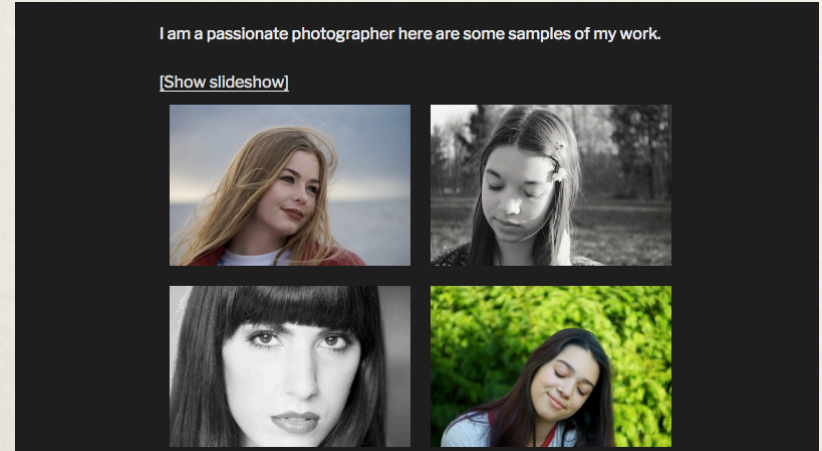 I am a passionate photographer here are some samples of my work.
[Show slideshow]